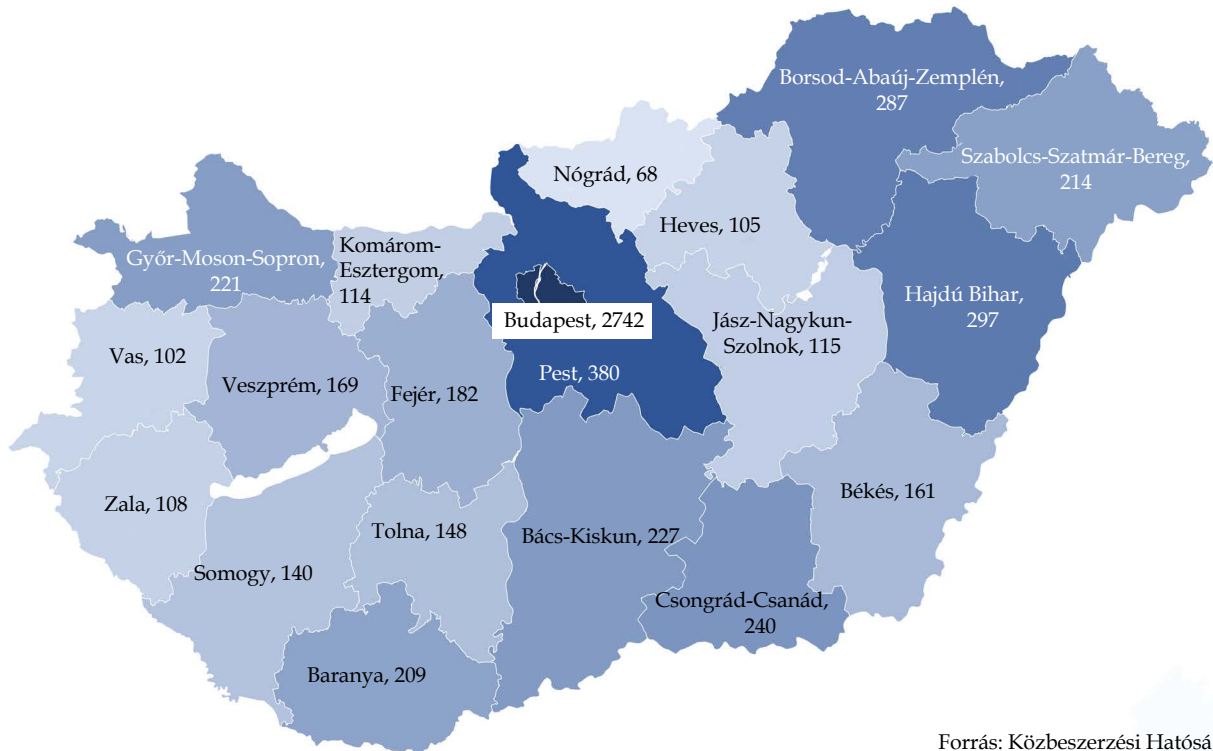 Borsod-Abaúj-Zemplén,
287
Szabolcs-Szatmár-Bereg,
214
Nógrád, 68
Heves, 105
Győr-Moson-Sopron,
221
Komárom-
Esztergom,
114
Hajdú Bihar,
297
Budapest, 2742
Jász-Nagykun-
Szolnok, 115
Vas, 102
Veszprém, 169
Fejér, 182
Pest, 380
Zala, 108
Békés, 161
Tolna, 148
Bács-Kiskun, 227
Somogy, 140
Csongrád-Csanád,
240
Baranya, 209
Forrás: Közbeszerzési Hatósá